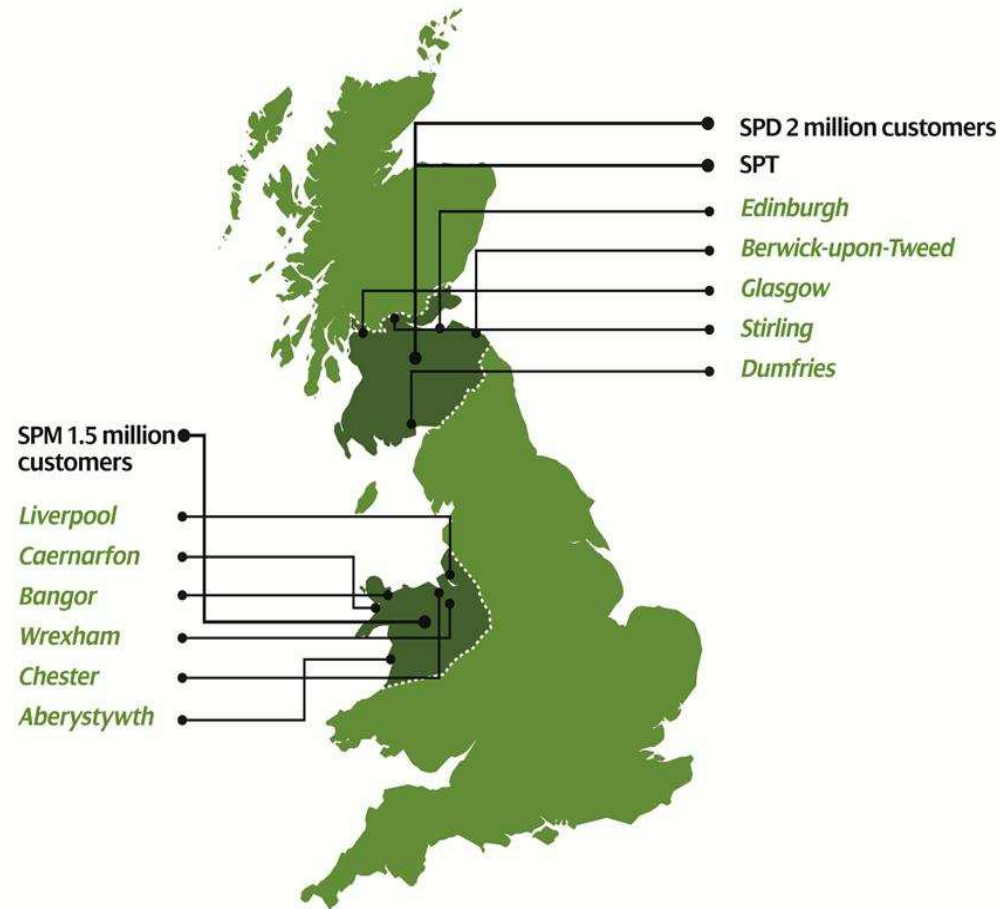 SPD 2 million customers
SPT
Edinburgh
Berwick-upon-Tweed
Glasgow
Stirling
Dumfries
SPM 1.5 million
customers
Liverpool
Caernarfon
Bangor
Wrexham
Chester
Aberystywth